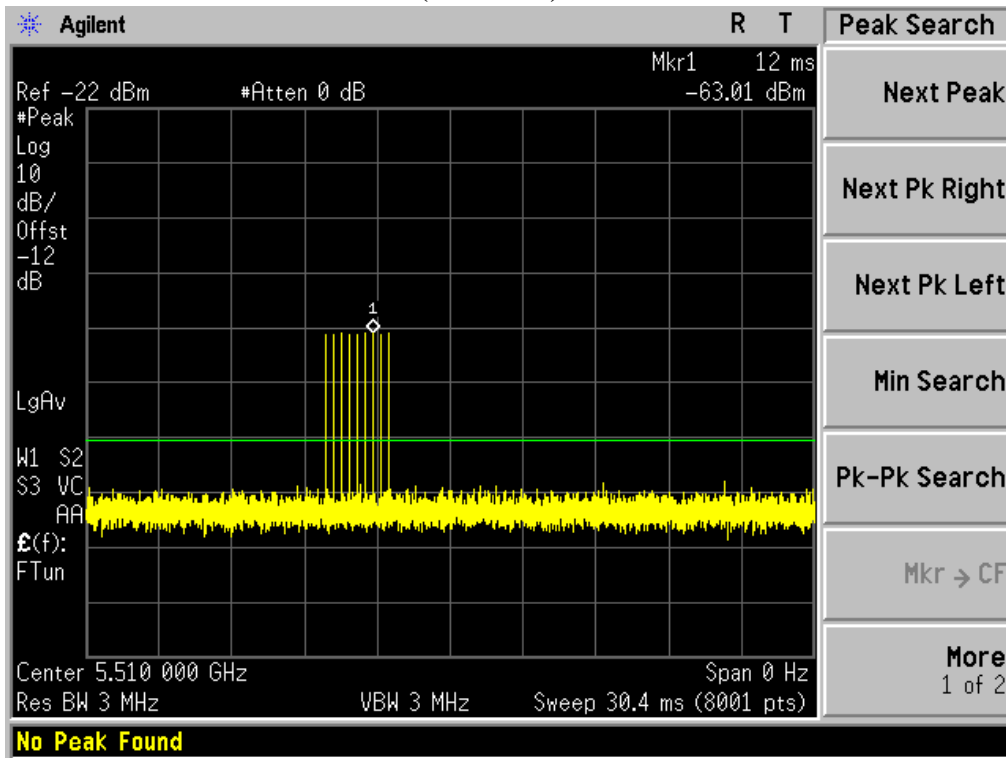 Agilent R T Peak Search
Mkr1 12 ms
Ref -22 dBm #Atten 0 dB -63.01 dBm
#Peak
Log
10
dB/
Offst
-12
dB
1
LgAv
W1 S2
S3 VC
AA
£(f):
FTun
Center 5.510 000 GHz Span 0 Hz
Res BW 3 MHz VBW 3 MHz Sweep 30.4 ms (8001 pts)
No Peak Found
Next Peak
Next Pk Right
Next Pk Left
Min Search
Pk-Pk Search
Mkr → CF
More
1 of 2